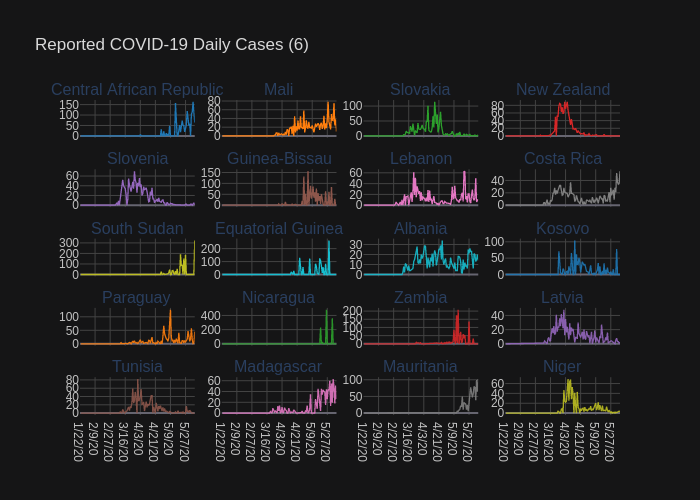 Reported COVID-19 Daily Cases (6)
Central African Republic Mali Slovakia New Zealand
150 100 50 0
80 60 40 20 0
100 50 0
80 60 40 20 0
Slovenia Guinea-Bissau Lebanon Costa Rica
60 40 20 0
150 100 50 0
60 40 20 0
40 20 0
South Sudan Equatorial Guinea Albania Kosovo
300 200 100 0
200 100 0
30 20 10 0
100 50 0
Paraguay Nicaragua Zambia Latvia
100 50 0
400 200 0
200 150 100 50 0
40 20 0
Tunisia Madagascar Mauritania Niger
80 60 40 20 0
60 40 20 0
100 50 0
60 40 20 0
1/22/20 2/9/20 2/27/20 3/16/20 4/3/20 4/21/20 5/9/20 5/27/20
1/22/20 2/9/20 2/27/20 3/16/20 4/3/20 4/21/20 5/9/20 5/27/20
1/22/20 2/9/20 2/27/20 3/16/20 4/3/20 4/21/20 5/9/20 5/27/20
1/22/20 2/9/20 2/27/20 3/16/20 4/3/20 4/21/20 5/9/20 5/27/20